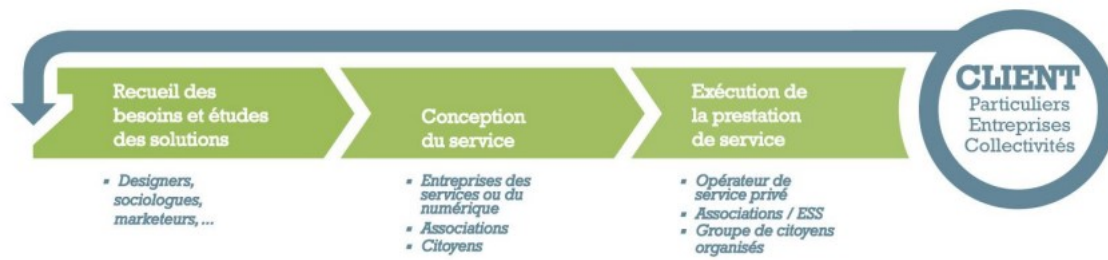 Recueil des
besoins et études
des solutions
▪ Designers,
sociologues,
marketeurs, ...
Conception
du service
▪ Entreprises des
services ou du
numérique
▪ Associations
▪ Citoyens
Exécution de
la prestation
de service
▪ Opérateur de
service privé
▪ Associations / ESS
▪ Groupe de citoyens
organisés
CLIENT
Particuliers
Entreprises
Collectivités